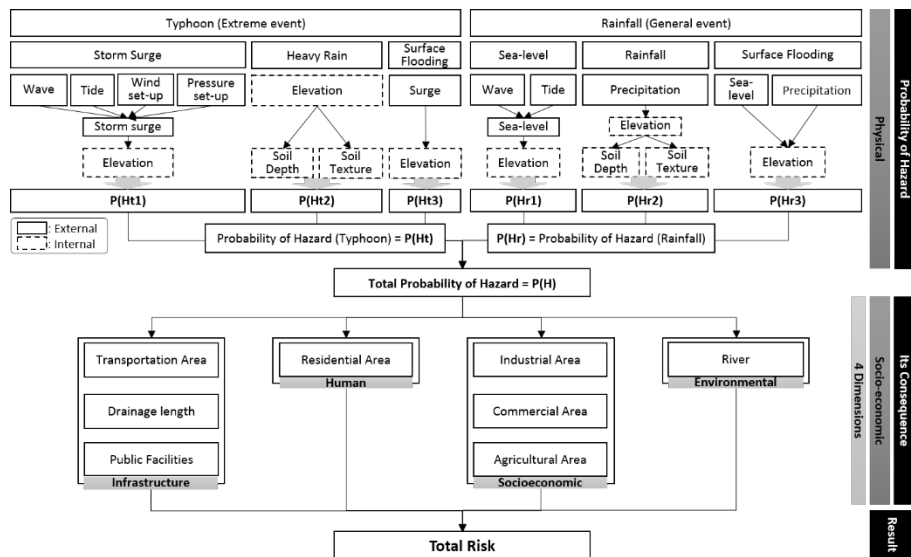 Typhoon (Extreme event)
Rainfall (General event)
Storm Surge
Heavy Rain
Surface
Flooding
Sea-level
Rainfall
Surface Flooding
Wave
Tide
Wind
set-up
Pressure
set-up
Elevation
Surge
Wave
Tide
Precipitation
Sea-
level
Precipitation
Storm surge
Sea-level
Elevation
Elevation
Soil
Depth
Soil
Texture
Elevation
Elevation
Soil
Depth
Soil
Texture
Elevation
P(Ht1)
P(Ht2)
P(Ht3)
P(Hr1)
P(Hr2)
P(Hr3)
: External
: Internal
Probability of Hazard (Typhoon) = P(Ht)
P(Hr) = Probability of Hazard (Rainfall)
Total Probability of Hazard = P(H)
Transportation Area
Drainage length
Public Facilities
Infrastructure
Residential Area
Human
Industrial Area
Commercial Area
Agricultural Area
Socioeconomic
River
Environmental
Total Risk
Physical
Probability of Hazard
4 Dimensions
Socio-economic
Its Consequence
Result